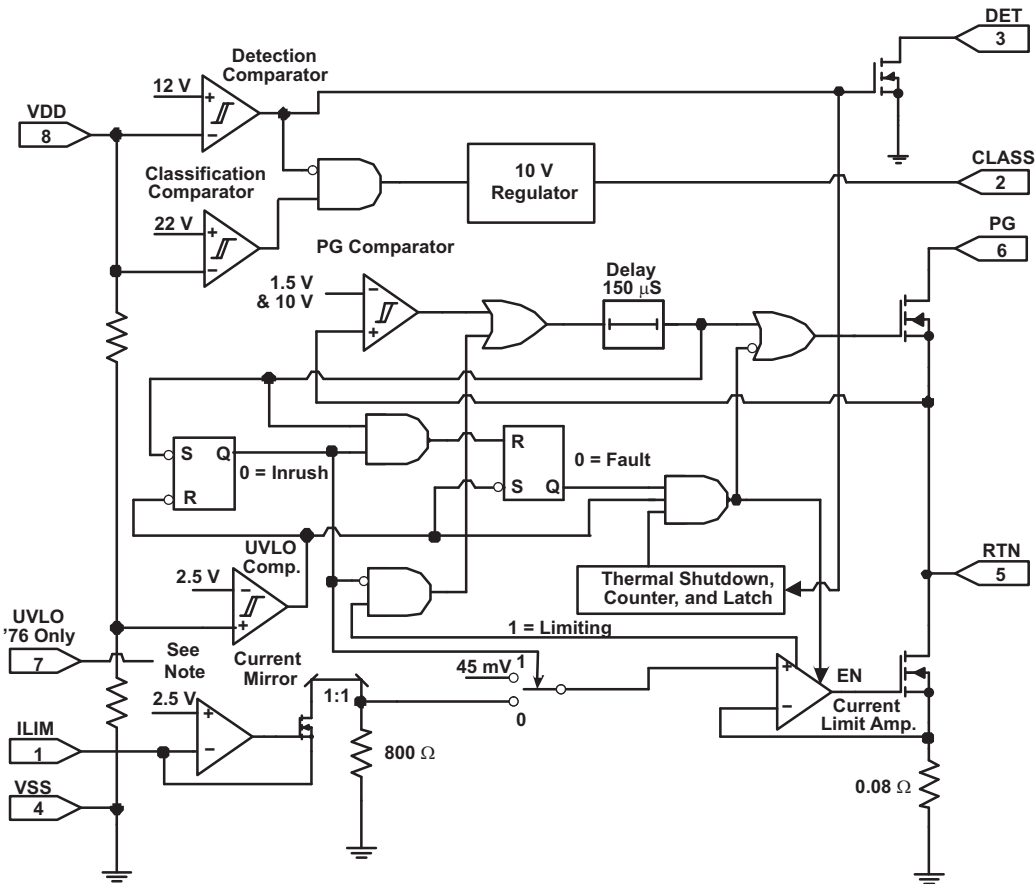 DET
3
Detection
Comparator
12 V
+
−
VDD
8
Classification
Comparator
22 V
+
−
10 V
Regulator
CLASS
2
PG
6
PG Comparator
1.5 V
& 10 V
−
+
Delay
150 μS
S Q
R
0 = Inrush
R
S Q
0 = Fault
UVLO
Comp.
2.5 V
−
+
Thermal Shutdown,
Counter, and Latch
RTN
5
UVLO
'76 Only
7
See
Note
Current
Mirror
1:1
1 = Limiting
45 mV
1
0
2.5 V
+
−
ILIM
1
800 Ω
+
−
EN
Current
Limit Amp.
VSS
4
0.08 Ω